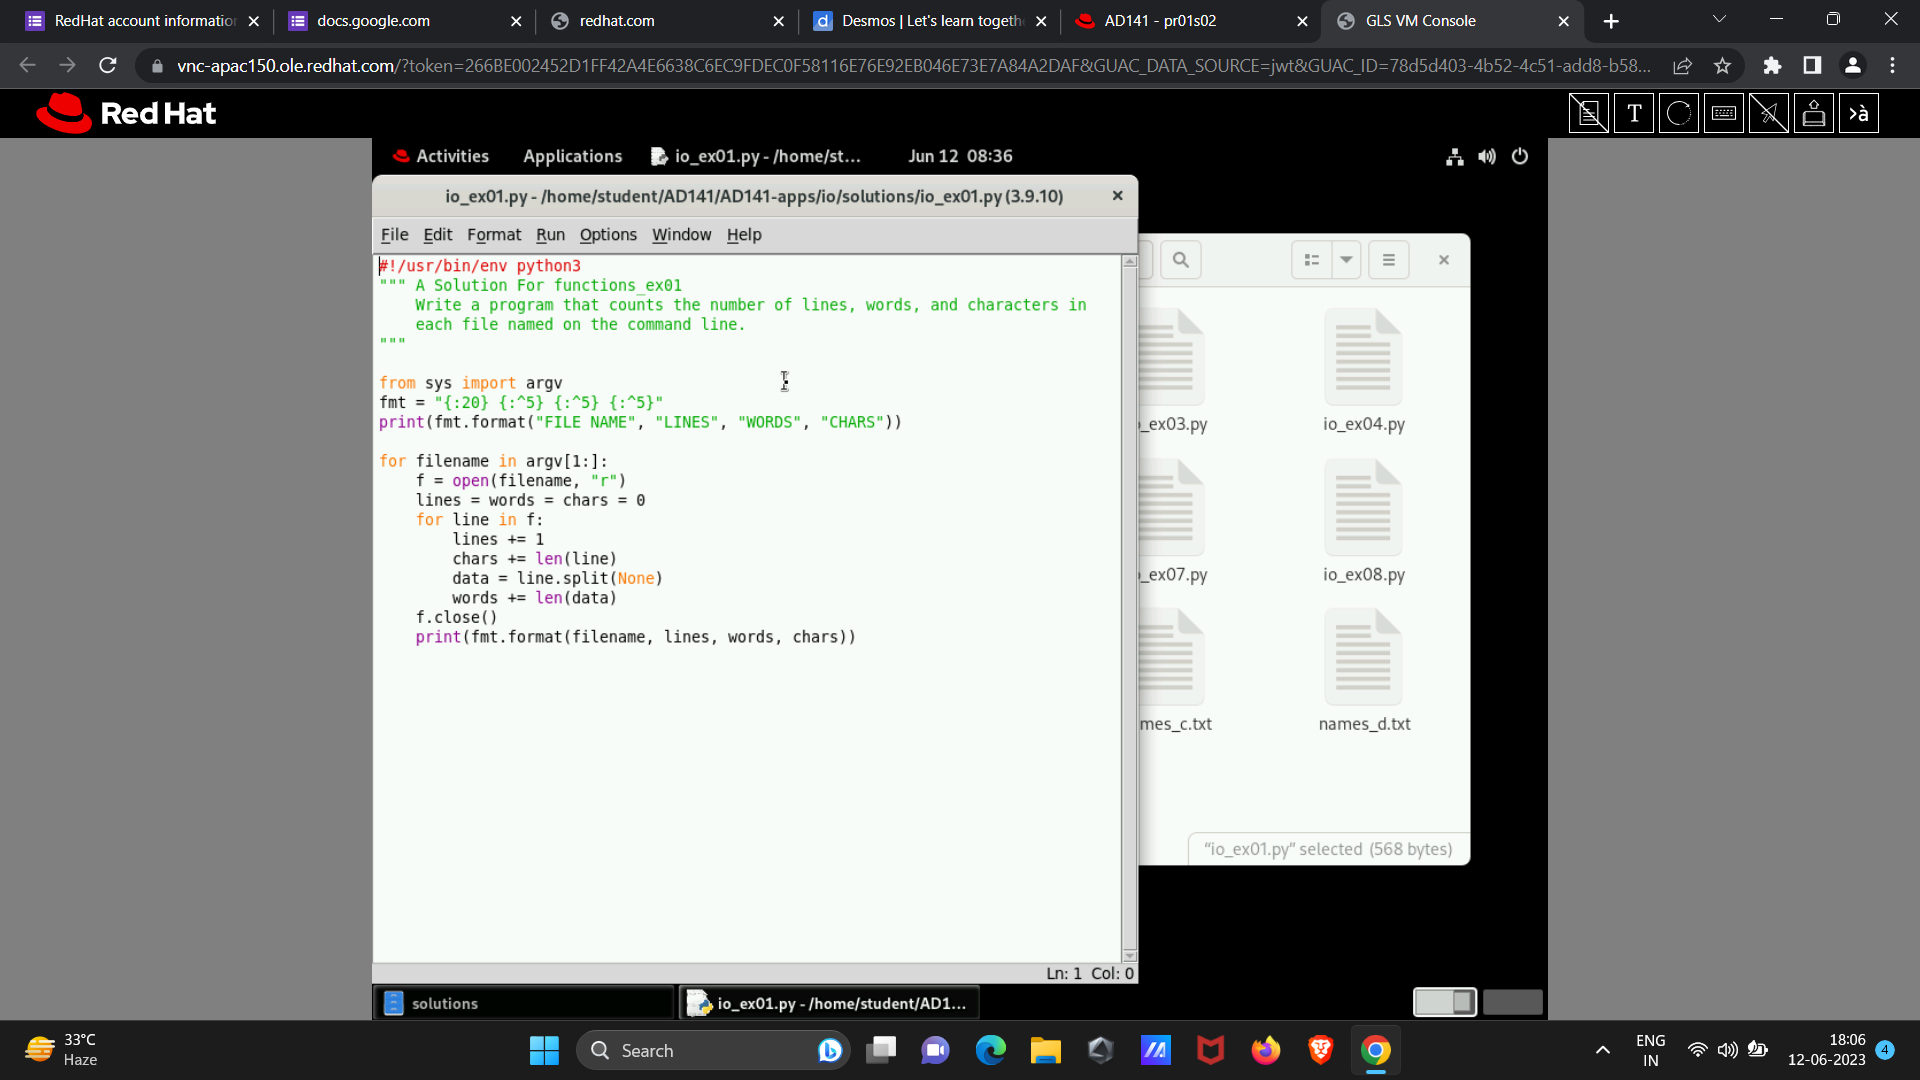 RedHat account information
docs.google.com
redhat.com
Desmos | Let's learn togeth
AD141 - pr01s02
GLS VM Console
vnc-apac150.ole.redhat.com/?token=266BE002452D1FF42A4E6638C6EC9FDEC0F58116E76E92EB046E73E7A84A2DAF&GUAC_DATA_SOURCE=jwt&GUAC_ID=78d5d403-4b52-4c51-add8-b58...
Red Hat
T
>à
Activities Applications io_ex01.py - /home/st... Jun 12 08:36
io_ex01.py - /home/student/AD141/AD141-apps/io/solutions/io_ex01.py (3.9.10)
File Edit Format Run Options Window Help
#!/usr/bin/env python3
""" A Solution For functions_ex01
    Write a program that counts the number of lines, words, and characters in
    each file named on the command line.
"""
from sys import argv
fmt = "{:20} {:^5} {:^5} {:^5}"
print(fmt.format("FILE NAME", "LINES", "WORDS", "CHARS"))
for filename in argv[1:]:
    f = open(filename, "r")
    lines = words = chars = 0
    for line in f:
        lines += 1
        chars += len(line)
        data = line.split(None)
        words += len(data)
    f.close()
    print(fmt.format(filename, lines, words, chars))
Ln: 1 Col: 0
_ex03.py
io_ex04.py
_ex07.py
io_ex08.py
mes_c.txt
names_d.txt
"io_ex01.py" selected (568 bytes)
solutions
io_ex01.py - /home/student/AD1...
33°C
Haze
Search
ENG
IN
18:06
12-06-2023
4